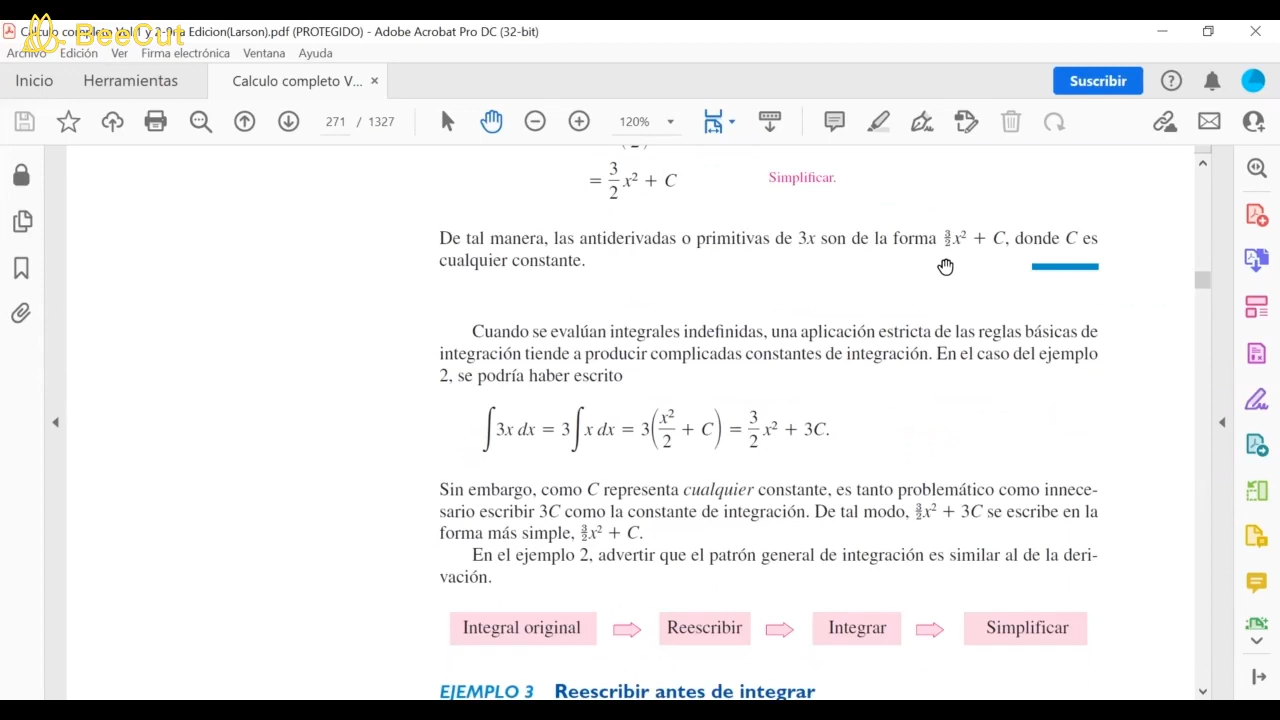 Calculo completo Vol 1 y 2-9na Edicion(Larson).pdf (PROTEGIDO) - Adobe Acrobat Pro DC (32-bit)
BeeCut
Archivo Edición Ver Firma electrónica Ventana Ayuda
Inicio Herramientas Calculo completo V... × Suscribir
271 / 1327 120%
= 3/2 x² + C Simplificar.
De tal manera, las antiderivadas o primitivas de 3x son de la forma 3/2 x² + C, donde C es
cualquier constante.
Cuando se evalúan integrales indefinidas, una aplicación estricta de las reglas básicas de
integración tiende a producir complicadas constantes de integración. En el caso del ejemplo
2, se podría haber escrito
∫3x dx = 3∫x dx = 3(x²/2 + C) = 3/2 x² + 3C.
Sin embargo, como C representa cualquier constante, es tanto problemático como innece-
sario escribir 3C como la constante de integración. De tal modo, 3/2 x² + 3C se escribe en la
forma más simple, 3/2 x² + C.
En el ejemplo 2, advertir que el patrón general de integración es similar al de la deri-
vación.
Integral original Reescribir Integrar Simplificar
EJEMPLO 3 Reescribir antes de integrar